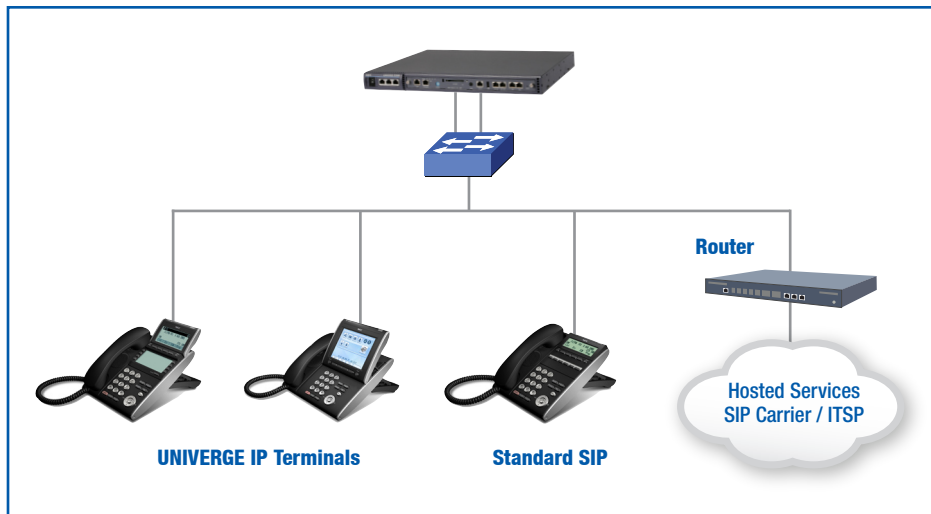 Router
Hosted Services
SIP Carrier / ITSP
UNIVERGE IP Terminals
Standard SIP